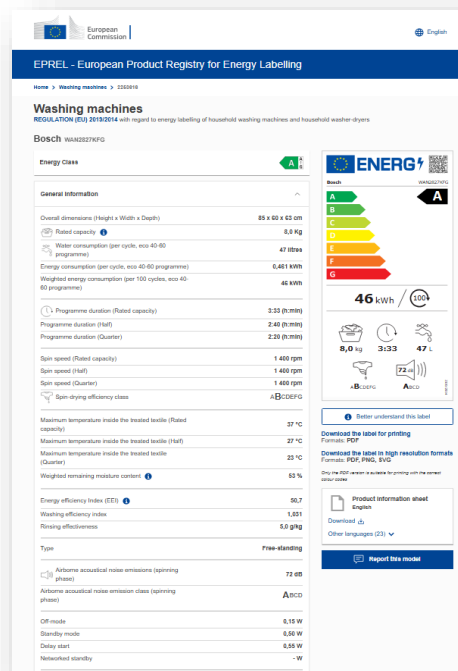 European
Commission
English
EPREL - European Product Registry for Energy Labelling
Home > Washing machines >
Washing machines
REGULATION (EU) 2019/2014 with regard to energy labelling of household washing machines and household washer-dryers
Bosch WAN2827KFG
Energy Class
A
General Information
Overall dimensions (Height x Width x Depth) 85 x 60 x 63 cm
Rated capacity 8,0 Kg
Water consumption (per cycle, eco 40-60 programme) 47 litres
Energy consumption (per cycle, eco 40-60 programme) 0,461 kWh
Weighted energy consumption (per 100 cycles, eco 40-60 programme) 46 kWh
Programme duration (Rated capacity) 3:33 (h:min)
Programme duration (Half) 2:40 (h:min)
Programme duration (Quarter) 2:20 (h:min)
Spin speed (Rated capacity) 1 400 rpm
Spin speed (Half) 1 400 rpm
Spin speed (Quarter) 1 400 rpm
Spin-drying efficiency class ABCDEFG
Maximum temperature inside the treated textile (Rated capacity) 37 °C
Maximum temperature inside the treated textile (Half) 27 °C
Maximum temperature inside the treated textile (Quarter) 23 °C
Weighted remaining moisture content 53 %
Energy efficiency Index (EEI) 50,7
Washing efficiency index 1,031
Rinsing effectiveness 5,0 g/kg
Type Free-standing
Airborne acoustical noise emissions (spinning phase) 72 dB
Airborne acoustical noise emission class (spinning phase) ABCD
Off-mode 0,15 W
Standby mode 0,50 W
Delay start 0,55 W
Networked standby - W
ENERG
Bosch WAN2827KFG
A
A
B
C
D
E
F
G
46 kWh / 100
8,0 kg 3:33 47 L
72 dB
ABCDEFG ABCD
Better understand this label
Download the label for printing
Formats: PDF
Download the label in high resolution formats
Formats: PDF, PNG, SVG
Only the PDF version is suitable for printing with the correct colour codes
Product information sheet
English
Download
Other languages (23)
Report this model